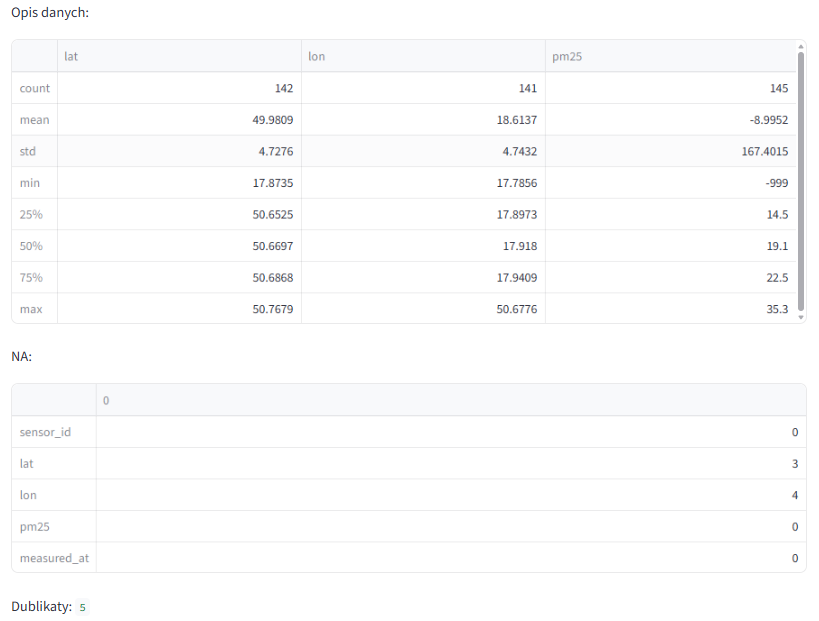 Opis danych:
lat lon pm25
count 142 141 145
mean 49.9809 18.6137 -8.9952
std 4.7276 4.7432 167.4015
min 17.8735 17.7856 -999
25% 50.6525 17.8973 14.5
50% 50.6697 17.918 19.1
75% 50.6868 17.9409 22.5
max 50.7679 50.6776 35.3
NA:
0
sensor_id 0
lat 3
lon 4
pm25 0
measured_at 0
Dublikaty: 5